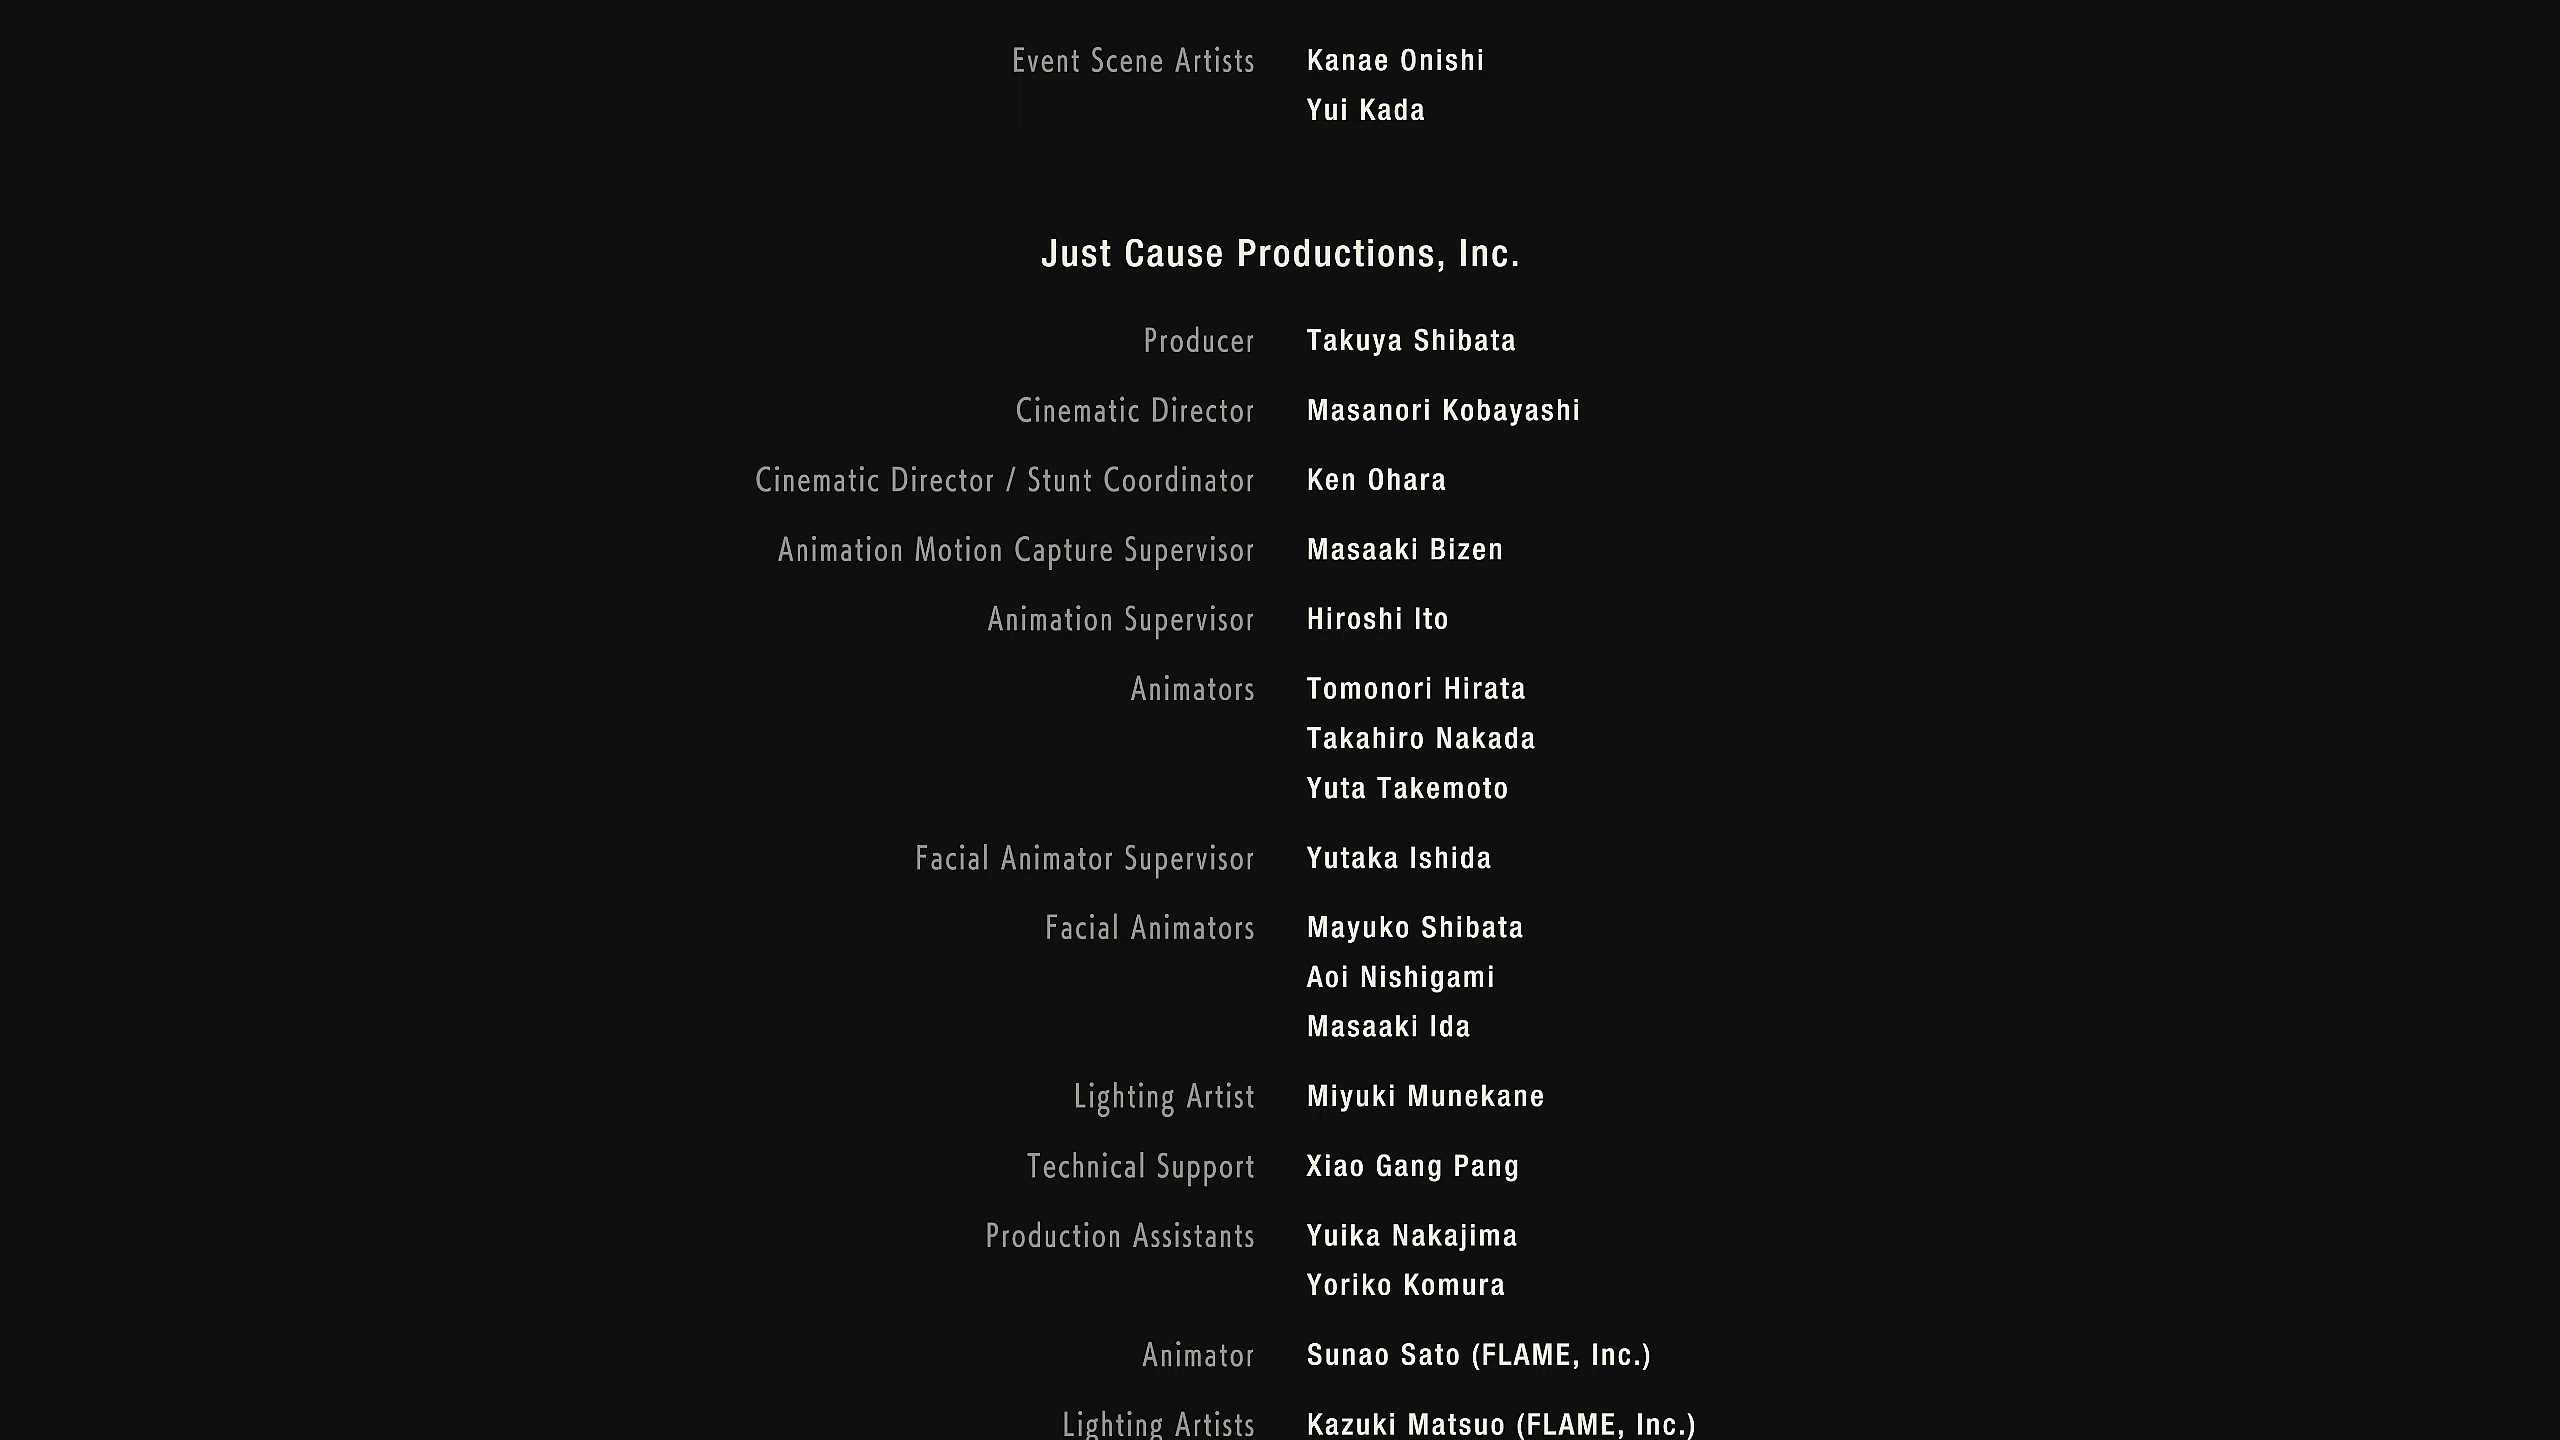 Event Scene Artists Kanae Onishi
Yui Kada
Just Cause Productions, Inc.
Producer Takuya Shibata
Cinematic Director Masanori Kobayashi
Cinematic Director / Stunt Coordinator Ken Ohara
Animation Motion Capture Supervisor Masaaki Bizen
Animation Supervisor Hiroshi Ito
Animators Tomonori Hirata
Takahiro Nakada
Yuta Takemoto
Facial Animator Supervisor Yutaka Ishida
Facial Animators Mayuko Shibata
Aoi Nishigami
Masaaki Ida
Lighting Artist Miyuki Munekane
Technical Support Xiao Gang Pang
Production Assistants Yuika Nakajima
Yoriko Komura
Animator Sunao Sato (FLAME, Inc.)
Lighting Artists Kazuki Matsuo (FLAME, Inc.)